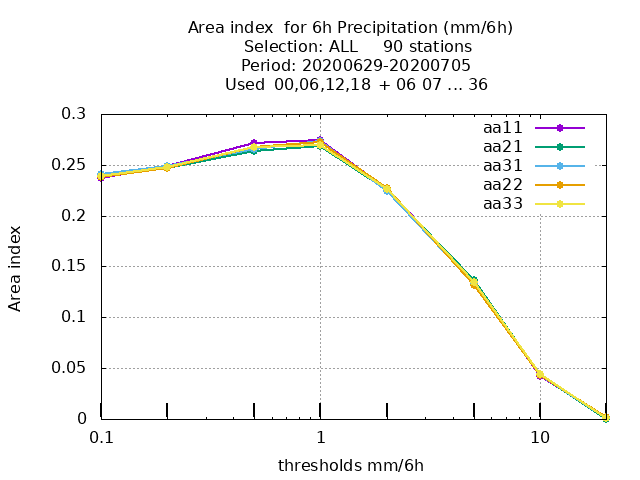 Area index  for 6h Precipitation (mm/6h)
Selection: ALL     90 stations
Period: 20200629-20200705
Used  00,06,12,18  + 06 07 ... 36
aa11
aa21
aa31
aa22
aa33
Area index
0.3
0.25
0.2
0.15
0.1
0.05
0
0.1
1
10
thresholds mm/6h